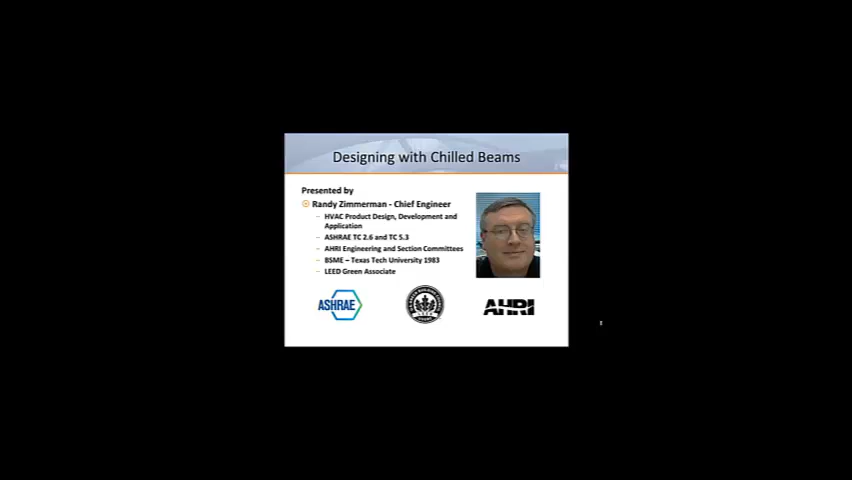 Designing with Chilled Beams
Presented by
Randy Zimmerman - Chief Engineer
– HVAC Product Design, Development and
Application
– ASHRAE TC 2.6 and TC 5.3
– AHRI Engineering and Section Committees
– BSME – Texas Tech University 1983
– LEED Green Associate
ASHRAE
AHRI